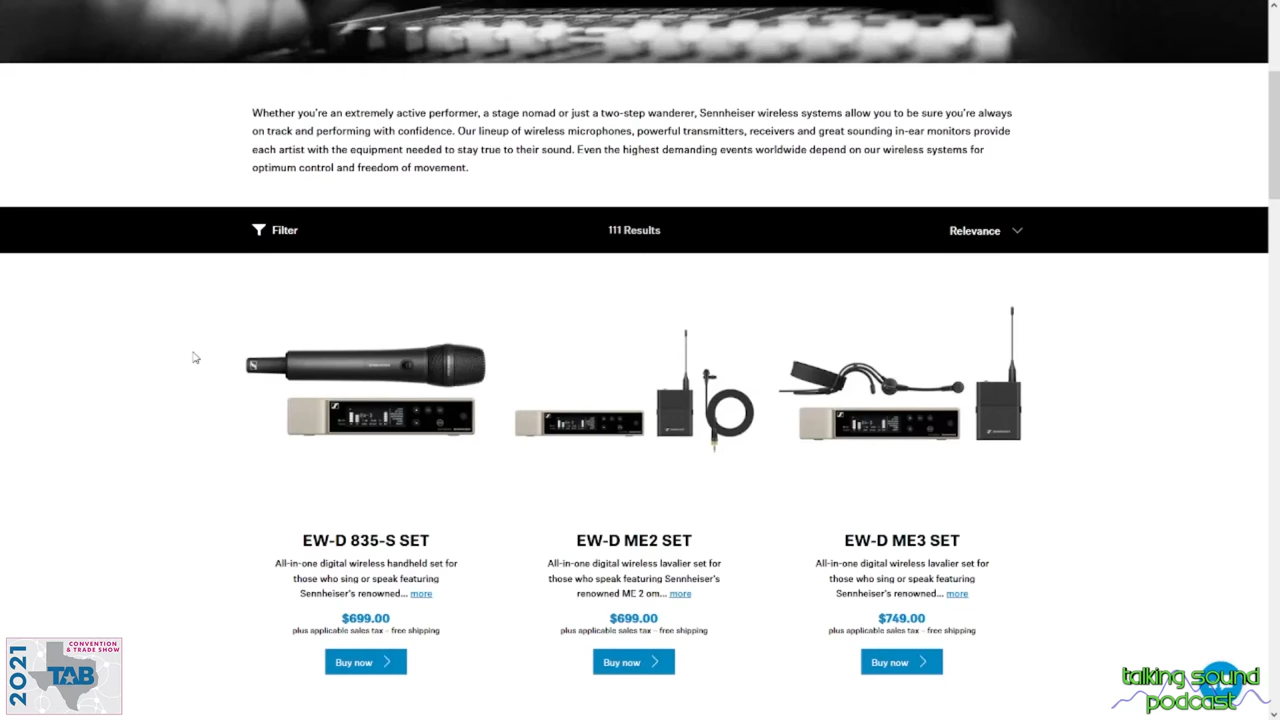 Whether you're an extremely active performer, a stage nomad or just a two-step wanderer, Sennheiser wireless systems allow you to be sure you're always
on track and performing with confidence. Our lineup of wireless microphones, powerful transmitters, receivers and great sounding in-ear monitors provide
each artist with the equipment needed to stay true to their sound. Even the highest demanding events worldwide depend on our wireless systems for
optimum control and freedom of movement.
Filter
111 Results
Relevance
EW-D 835-S SET
All-in-one digital wireless handheld set for
those who sing or speak featuring
Sennheiser's renowned... more
$699.00
plus applicable sales tax – free shipping
Buy now
EW-D ME2 SET
All-in-one digital wireless lavalier set for
those who speak featuring Sennheiser's
renowned ME 2 om... more
$699.00
plus applicable sales tax – free shipping
Buy now
EW-D ME3 SET
All-in-one digital wireless lavalier set for
those who sing or speak featuring
Sennheiser's renowned... more
$749.00
plus applicable sales tax – free shipping
Buy now
2021
CONVENTION
& TRADE SHOW
TAB
talking sound
podcast